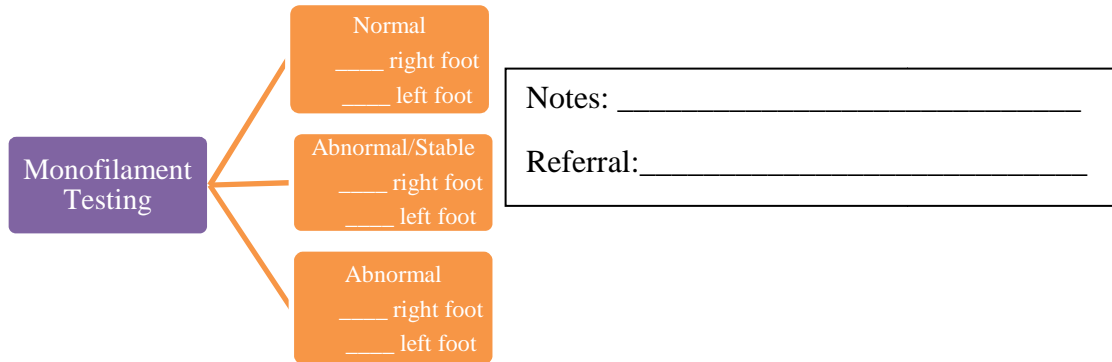 Monofilament
Testing
Normal
____ right foot
____ left foot
Abnormal/Stable
____ right foot
____ left foot
Abnormal
____ right foot
____ left foot
Notes: _____________________________
Referral:____________________________